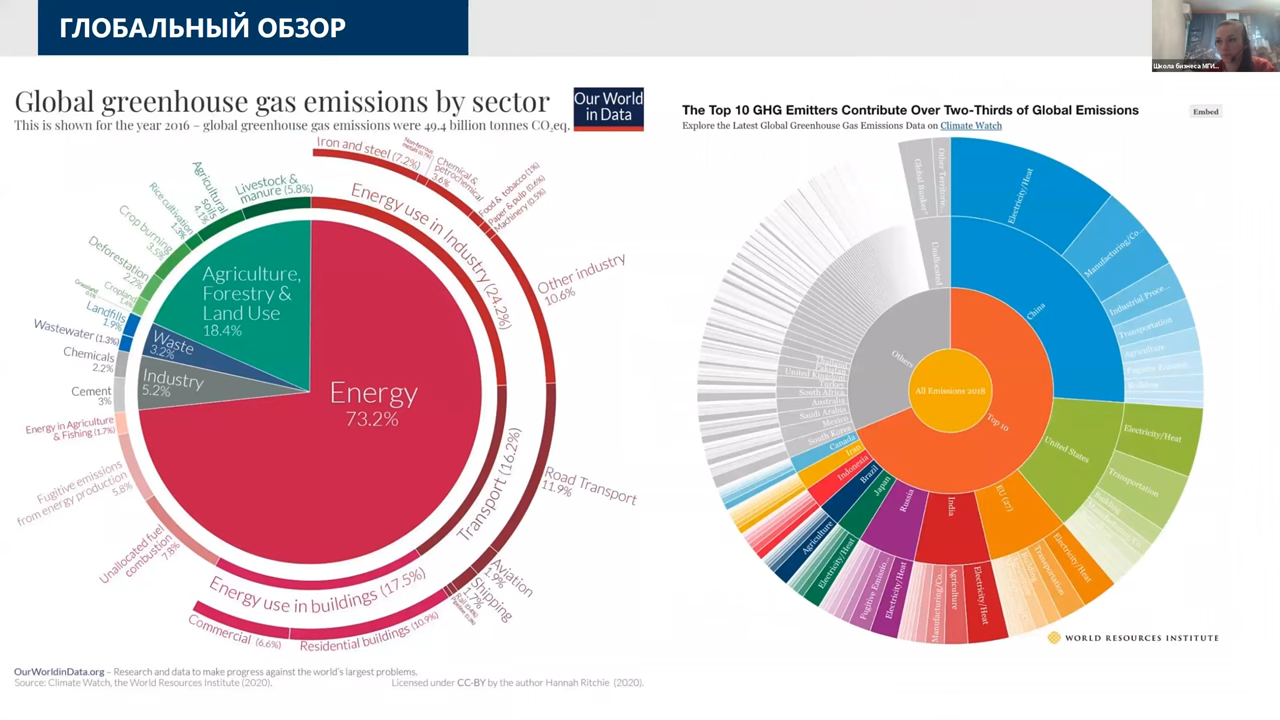 ГЛОБАЛЬНЫЙ ОБЗОР
Школа бизнеса МГИ...
Global greenhouse gas emissions by sector
Our World
in Data
This is shown for the year 2016 – global greenhouse gas emissions were 49.4 billion tonnes CO₂eq.
Iron and steel (7.2%)
Chemical &
petrochemical
3.6%
Food & tobacco (1%)
Paper & pulp (0.6%)
Machinery (0.5%)
Other industry
10.6%
Energy use in Industry (24.2%)
Road Transport
11.9%
Transport (16.2%)
Aviation
1.9%
Shipping
1.7%
Energy use in buildings (17.5%)
Residential buildings (10.9%)
Commercial (6.6%)
Unallocated fuel
combustion
7.8%
Fugitive emissions
from energy production
5.8%
Energy in Agriculture
& Fishing (1.7%)
Cement
3%
Chemicals
2.2%
Wastewater (1.3%)
Landfills
1.9%
Cropland
1.4%
Deforestation
2.2%
Crop burning
3.5%
Rice cultivation
1.3%
Agricultural
soils
4.1%
Livestock &
manure (5.8%)
Agriculture,
Forestry &
Land Use
18.4%
Waste
3.2%
Industry
5.2%
Energy
73.2%
OurWorldinData.org – Research and data to make progress against the world's largest problems.
Source: Climate Watch, the World Resources Institute (2020).
Licensed under CC-BY by the author Hannah Ritchie (2020).
The Top 10 GHG Emitters Contribute Over Two-Thirds of Global Emissions
Embed
Explore the Latest Global Greenhouse Gas Emissions Data on Climate Watch
All Emissions 2018
Top 10
Others
Unallocated
Global Bunker
Other Territorie...
China
Electricity/Heat
Manufacturing/Co...
Industrial Proce...
Transportation
Agriculture
Fugitive Emissio...
Building
United States
Electricity/Heat
Transportation
Building
EU (27)
Electricity/Heat
Transportation
Building
India
Electricity/Heat
Agriculture
Manufacturing/Co...
Russia
Electricity/Heat
Fugitive Emissio...
Japan
Electricity/Heat
Brazil
Agriculture
Indonesia
Iran
Canada
South Korea
Mexico
Saudi Arabia
Australia
South Africa
Turkey
United Kingdom
Pakistan
Thailand
WORLD RESOURCES INSTITUTE